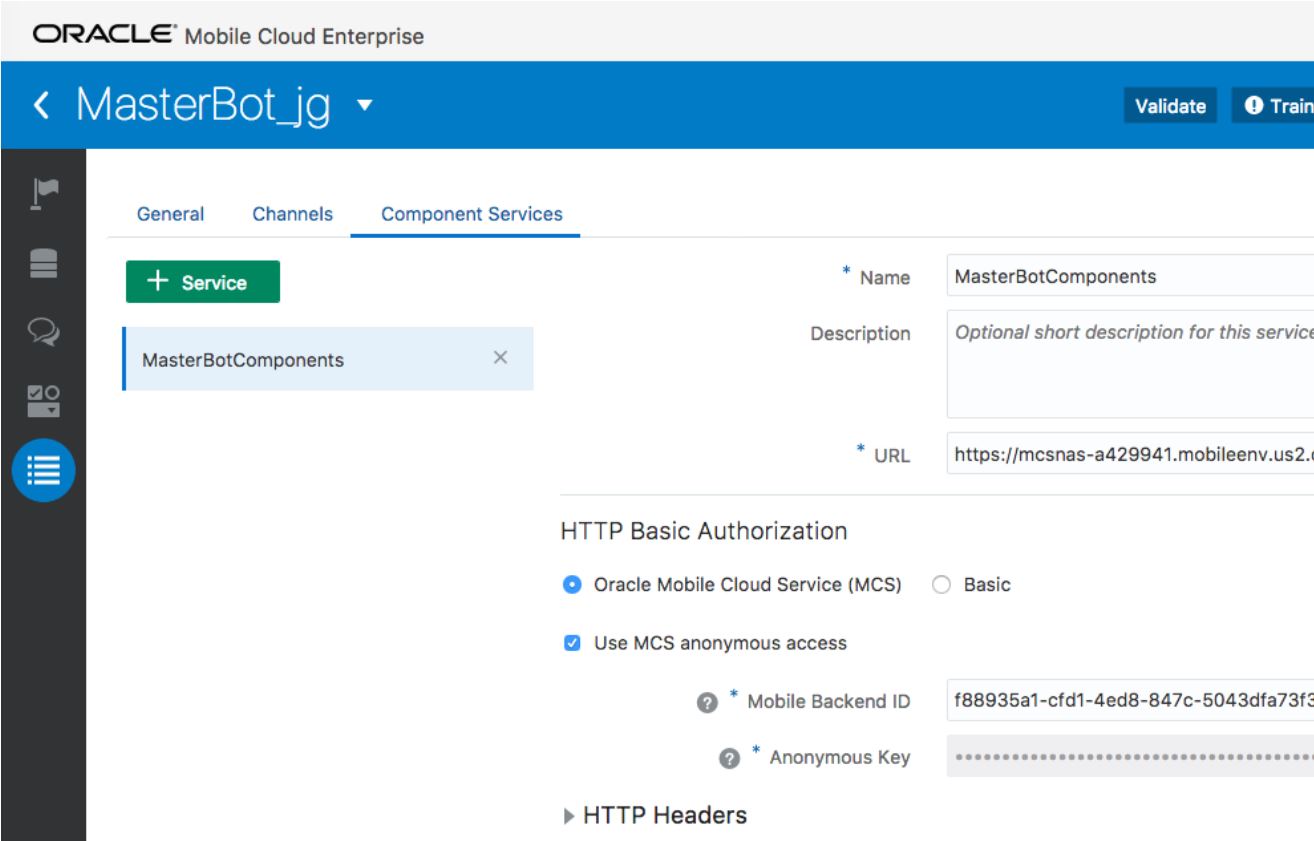 ORACLE® Mobile Cloud Enterprise
MasterBot_jg
Validate
Train
General Channels Component Services
+ Service
MasterBotComponents
* Name MasterBotComponents
Description Optional short description for this service
* URL https://mcsnas-a429941.mobileenv.us2.
HTTP Basic Authorization
Oracle Mobile Cloud Service (MCS) Basic
Use MCS anonymous access
? * Mobile Backend ID f88935a1-cfd1-4ed8-847c-5043dfa73f3
? * Anonymous Key
HTTP Headers